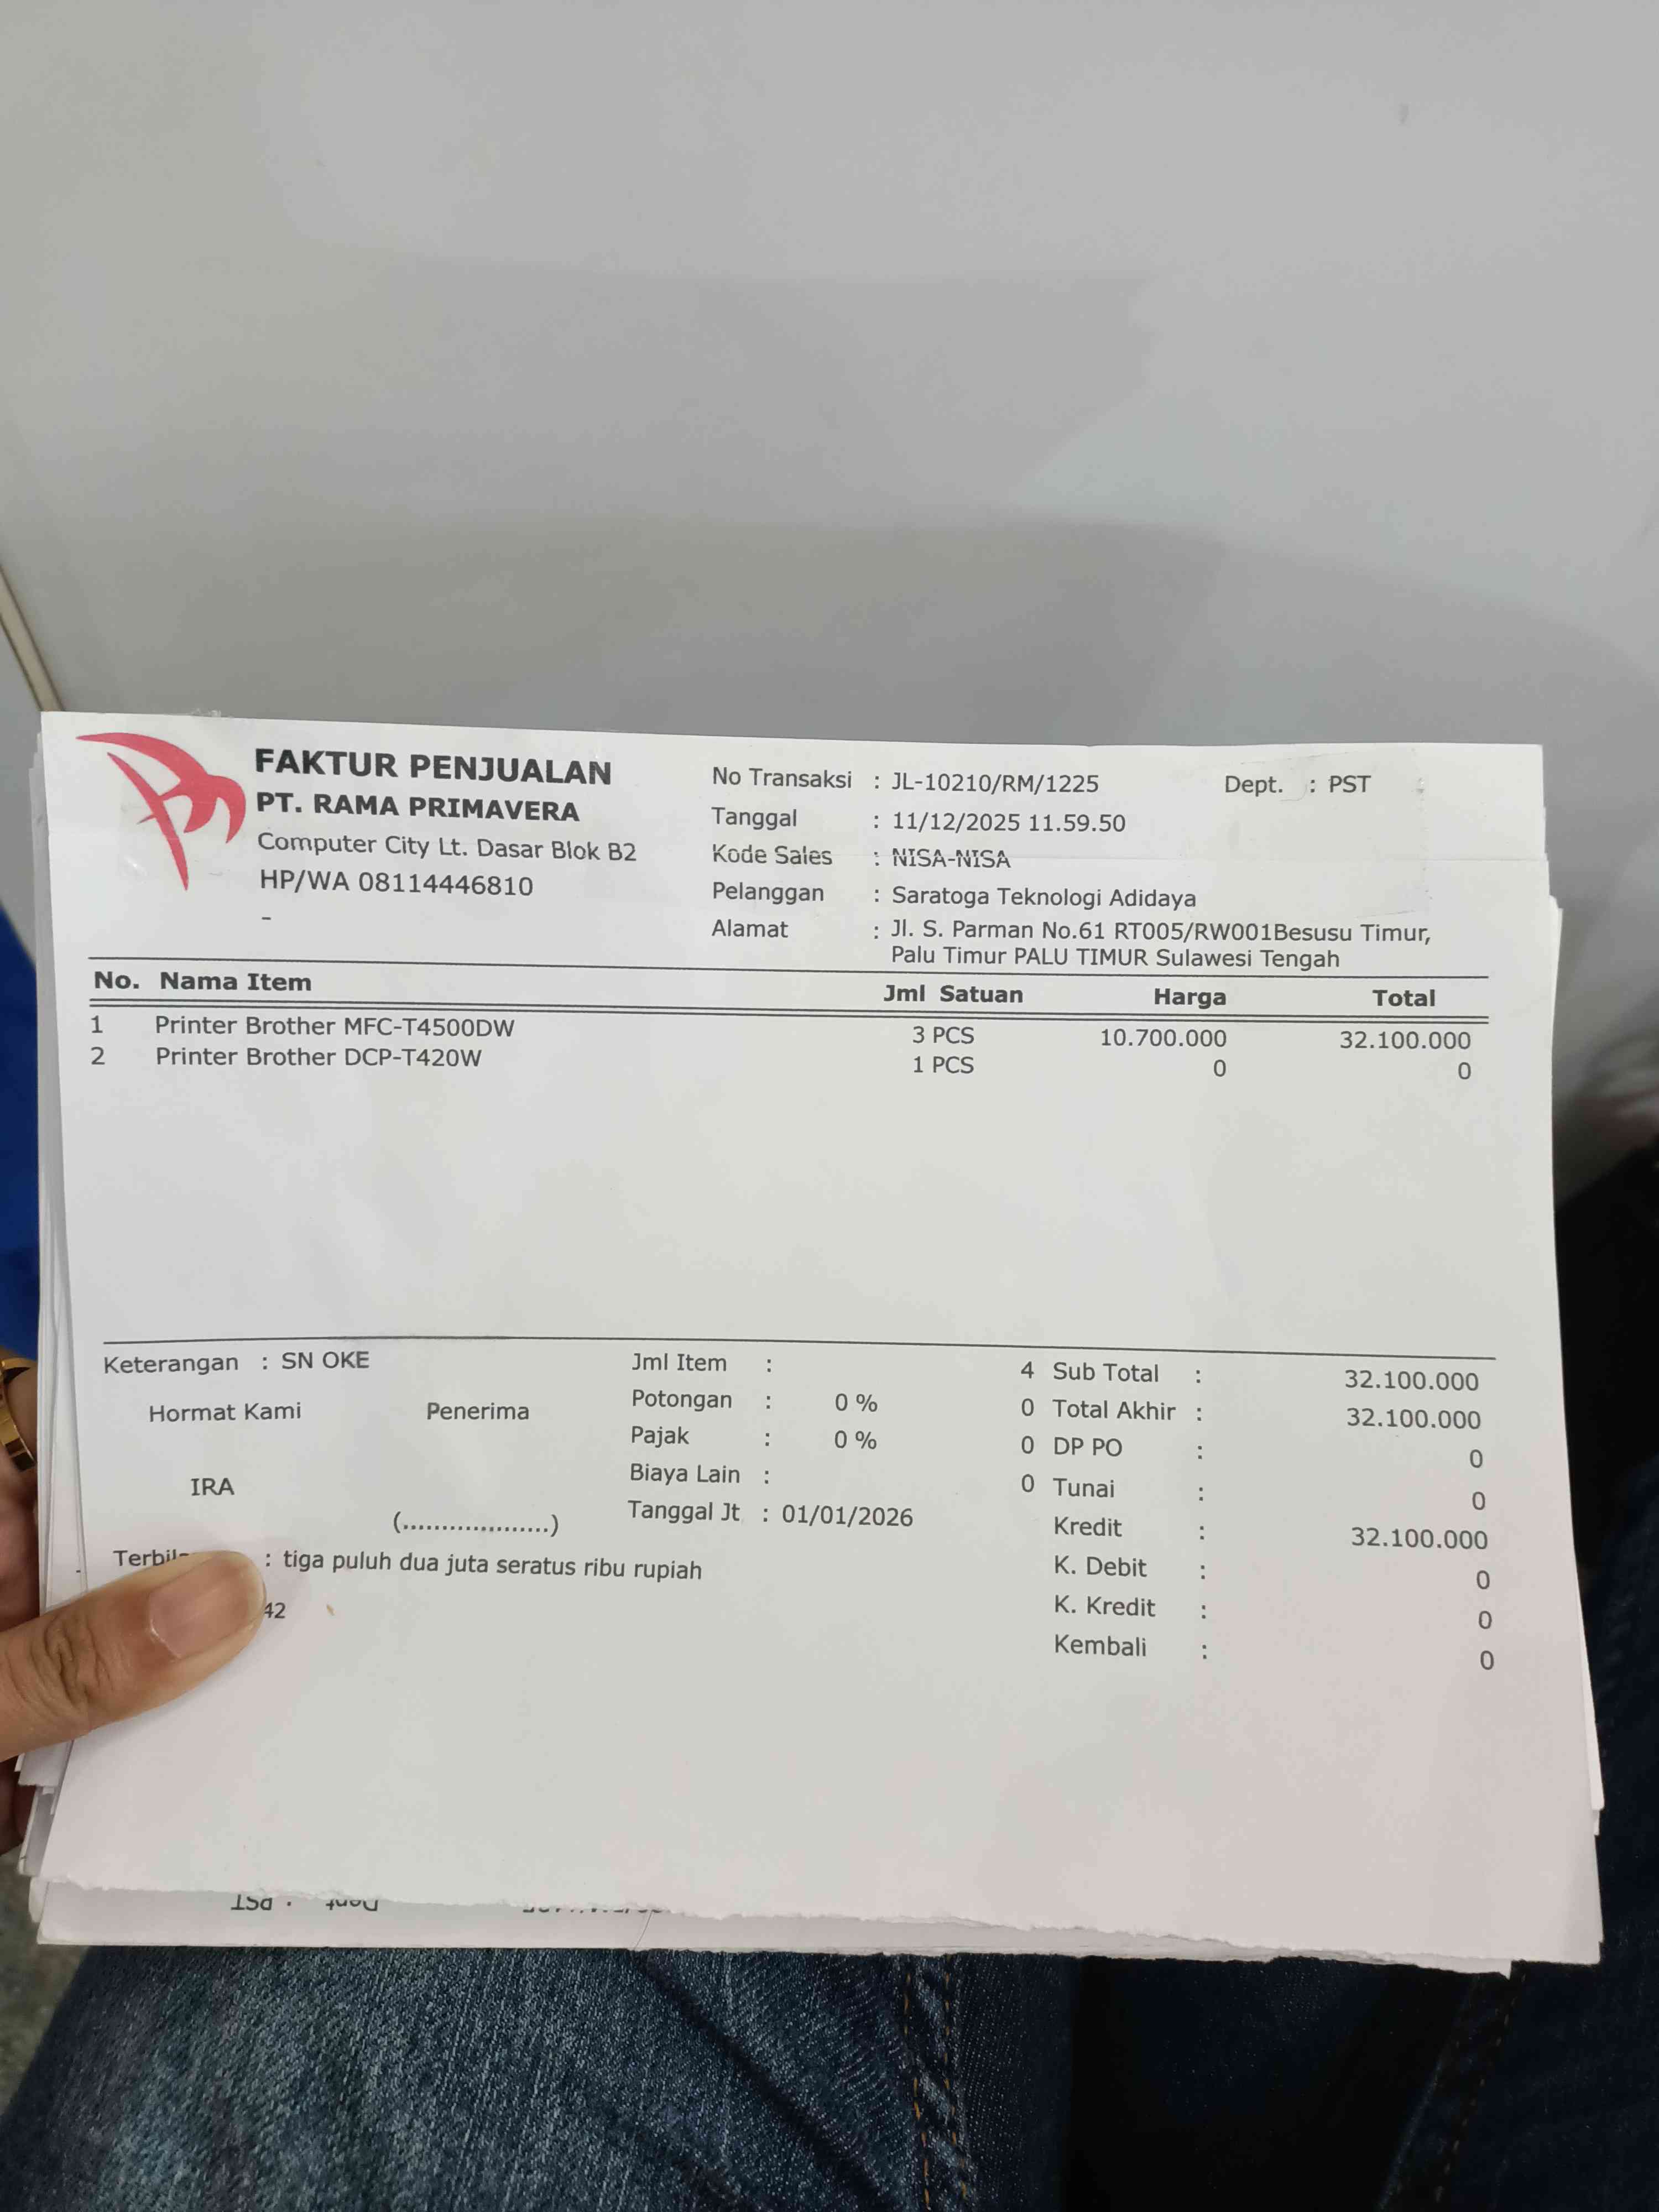 FAKTUR PENJUALAN
PT. RAMA PRIMAVERA
Computer City Lt. Dasar Blok B2
HP/WA 08114446810
-
No Transaksi : JL-10210/RM/1225 Dept. : PST
Tanggal : 11/12/2025 11.59.50
Kode Sales : NISA-NISA
Pelanggan : Saratoga Teknologi Adidaya
Alamat : Jl. S. Parman No.61 RT005/RW001Besusu Timur,
Palu Timur PALU TIMUR Sulawesi Tengah
No. Nama Item Jml Satuan Harga Total
1 Printer Brother MFC-T4500DW 3 PCS 10.700.000 32.100.000
2 Printer Brother DCP-T420W 1 PCS 0 0
Keterangan : SN OKE
Hormat Kami Penerima
IRA
(...................)
Jml Item : 4
Potongan : 0 % 0
Pajak : 0 % 0
Biaya Lain : 0
Tanggal Jt : 01/01/2026
Sub Total : 32.100.000
Total Akhir : 32.100.000
DP PO : 0
Tunai : 0
Kredit : 32.100.000
K. Debit : 0
K. Kredit : 0
Kembali : 0
: tiga puluh dua juta seratus ribu rupiah
42
Dept. : PST